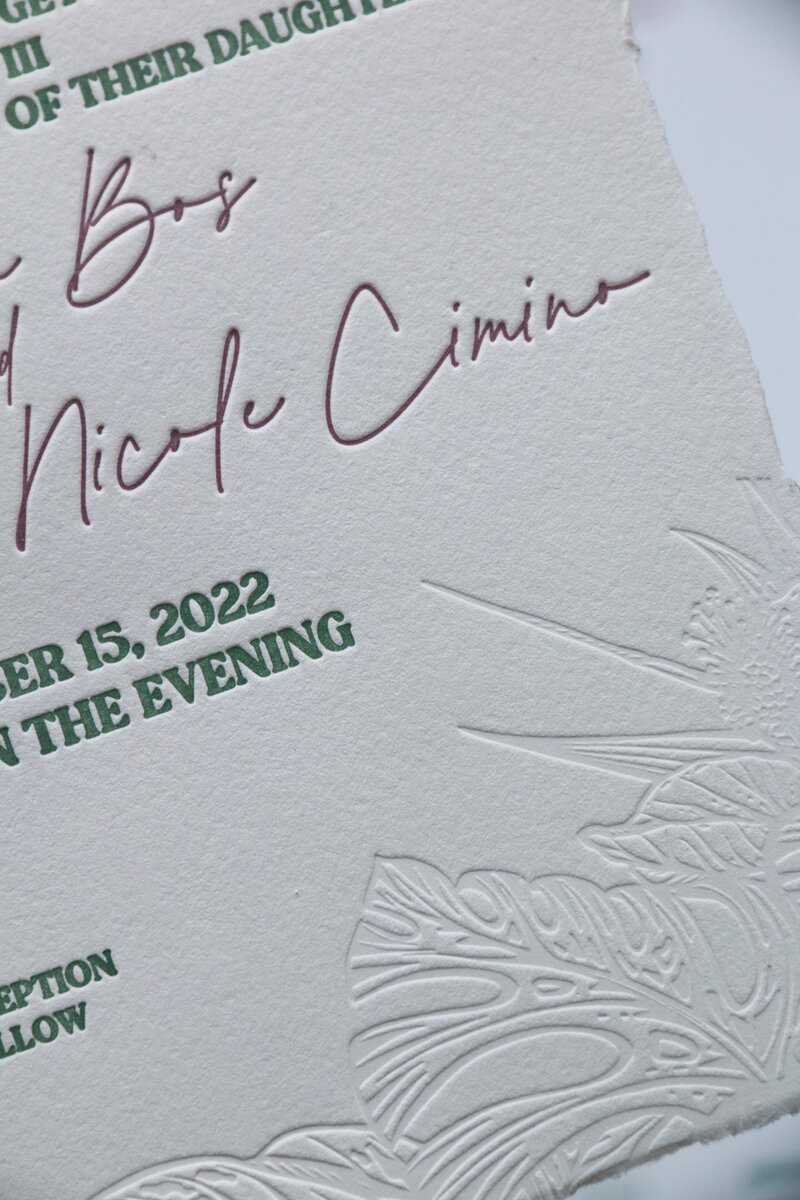 III
OF THEIR DAUGHTE
Bos
Nicole Cimino
BER 15, 2022
N THE EVENING
EPTION
LLOW